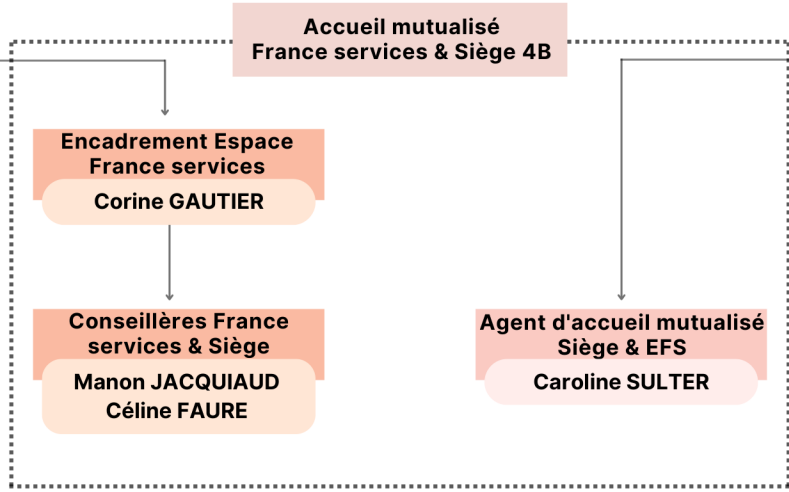 Accueil mutualisé
France services & Siège 4B
Encadrement Espace
France services
Corine GAUTIER
Conseillères France
services & Siège
Manon JACQUIAUD
Céline FAURE
Agent d'accueil mutualisé
Siège & EFS
Caroline SULTER